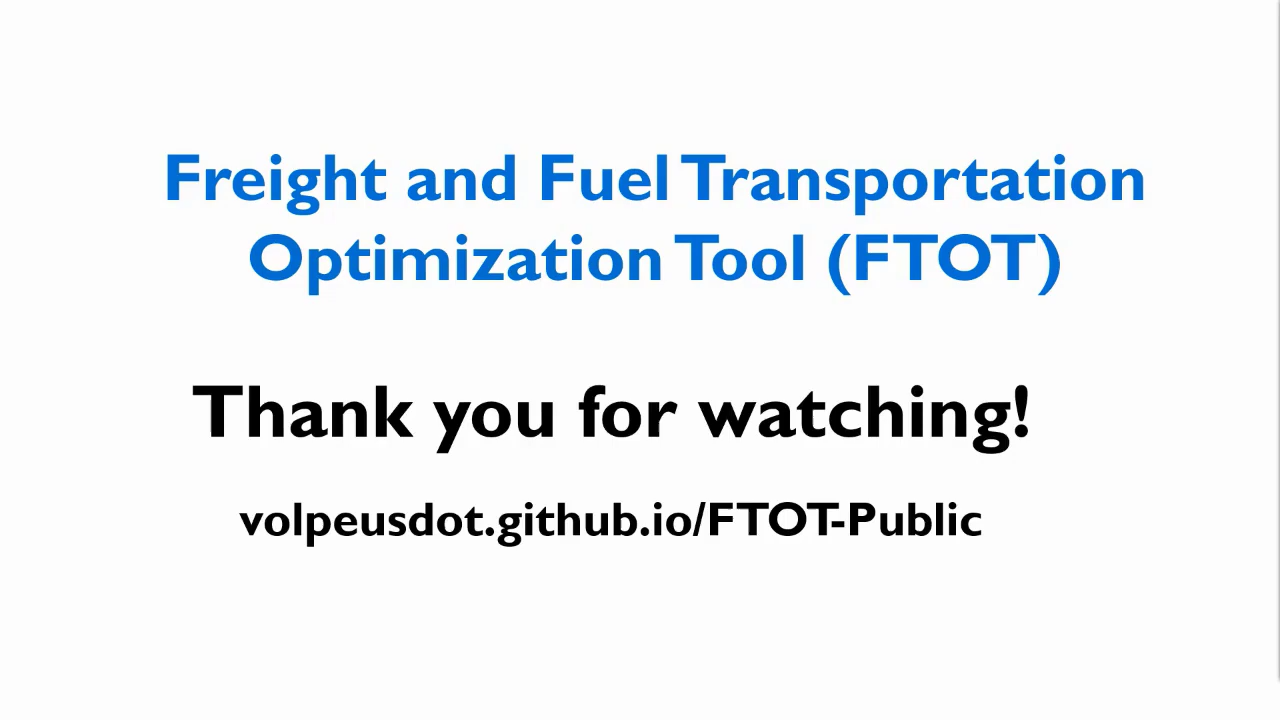 Freight and Fuel Transportation
Optimization Tool (FTOT)
Thank you for watching!
volpeusdot.github.io/FTOT-Public